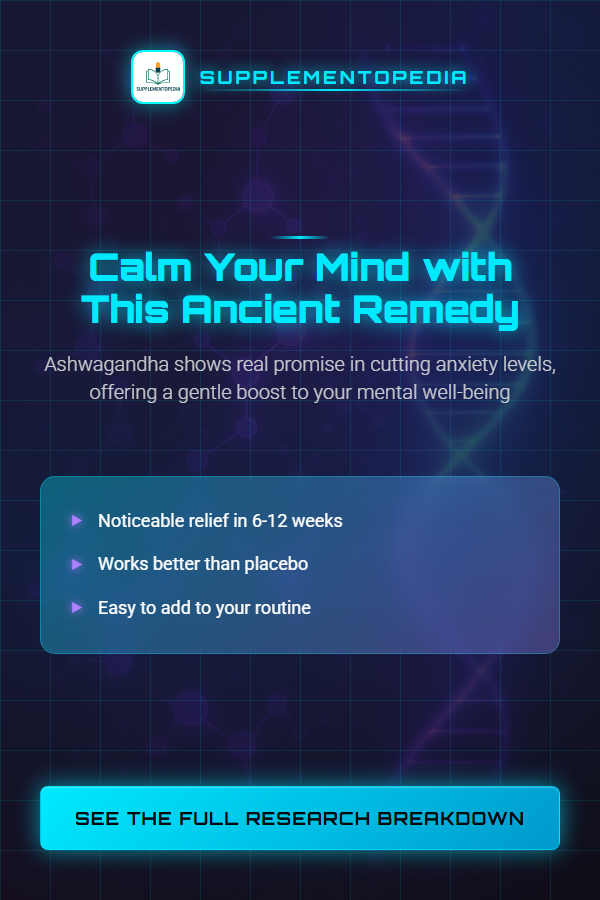 SUPPLEMENTOPEDIA
SUPPLEMENTOPEDIA
Calm Your Mind with
This Ancient Remedy
Ashwagandha shows real promise in cutting anxiety levels,
offering a gentle boost to your mental well-being
Noticeable relief in 6-12 weeks
Works better than placebo
Easy to add to your routine
SEE THE FULL RESEARCH BREAKDOWN